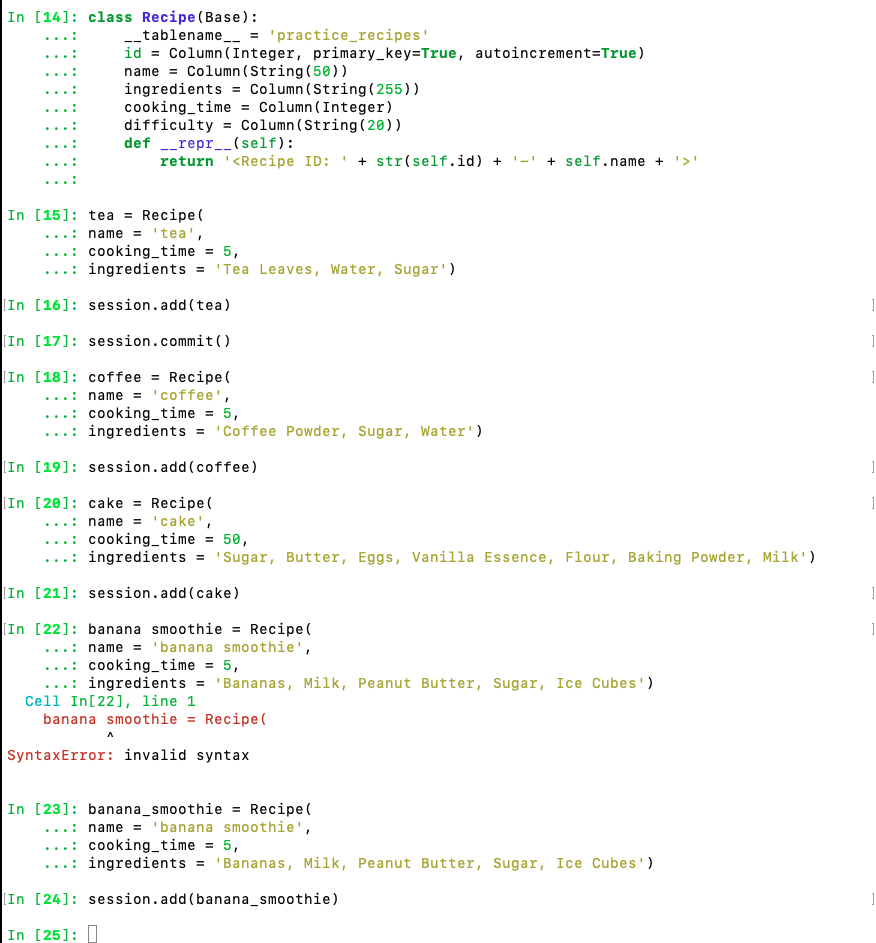 In [14]: class Recipe(Base):
    ...:     __tablename__ = 'practice_recipes'
    ...:     id = Column(Integer, primary_key=True, autoincrement=True)
    ...:     name = Column(String(50))
    ...:     ingredients = Column(String(255))
    ...:     cooking_time = Column(Integer)
    ...:     difficulty = Column(String(20))
    ...:     def __repr__(self):
    ...:         return '<Recipe ID: ' + str(self.id) + '-' + self.name + '>'
    ...:
In [15]: tea = Recipe(
    ...: name = 'tea',
    ...: cooking_time = 5,
    ...: ingredients = 'Tea Leaves, Water, Sugar')
[In [16]: session.add(tea) ]
[In [17]: session.commit() ]
[In [18]: coffee = Recipe( ]
    ...: name = 'coffee',
    ...: cooking_time = 5,
    ...: ingredients = 'Coffee Powder, Sugar, Water')
[In [19]: session.add(coffee) ]
[In [20]: cake = Recipe( ]
    ...: name = 'cake',
    ...: cooking_time = 50,
    ...: ingredients = 'Sugar, Butter, Eggs, Vanilla Essence, Flour, Baking Powder, Milk')
[In [21]: session.add(cake) ]
[In [22]: banana smoothie = Recipe( ]
    ...: name = 'banana smoothie',
    ...: cooking_time = 5,
    ...: ingredients = 'Bananas, Milk, Peanut Butter, Sugar, Ice Cubes')
  Cell In[22], line 1
    banana smoothie = Recipe(
           ^
SyntaxError: invalid syntax
In [23]: banana_smoothie = Recipe(
    ...: name = 'banana smoothie',
    ...: cooking_time = 5,
    ...: ingredients = 'Bananas, Milk, Peanut Butter, Sugar, Ice Cubes')
[In [24]: session.add(banana_smoothie) ]
In [25]: